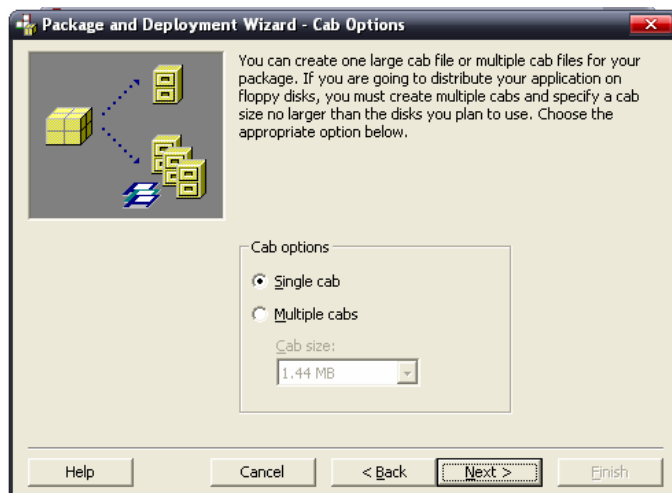 Package and Deployment Wizard - Cab Options
You can create one large cab file or multiple cab files for your
package. If you are going to distribute your application on
floppy disks, you must create multiple cabs and specify a cab
size no larger than the disks you plan to use. Choose the
appropriate option below.
Cab options
Single cab
Multiple cabs
Cab size:
1.44 MB
Help Cancel < Back Next > Finish